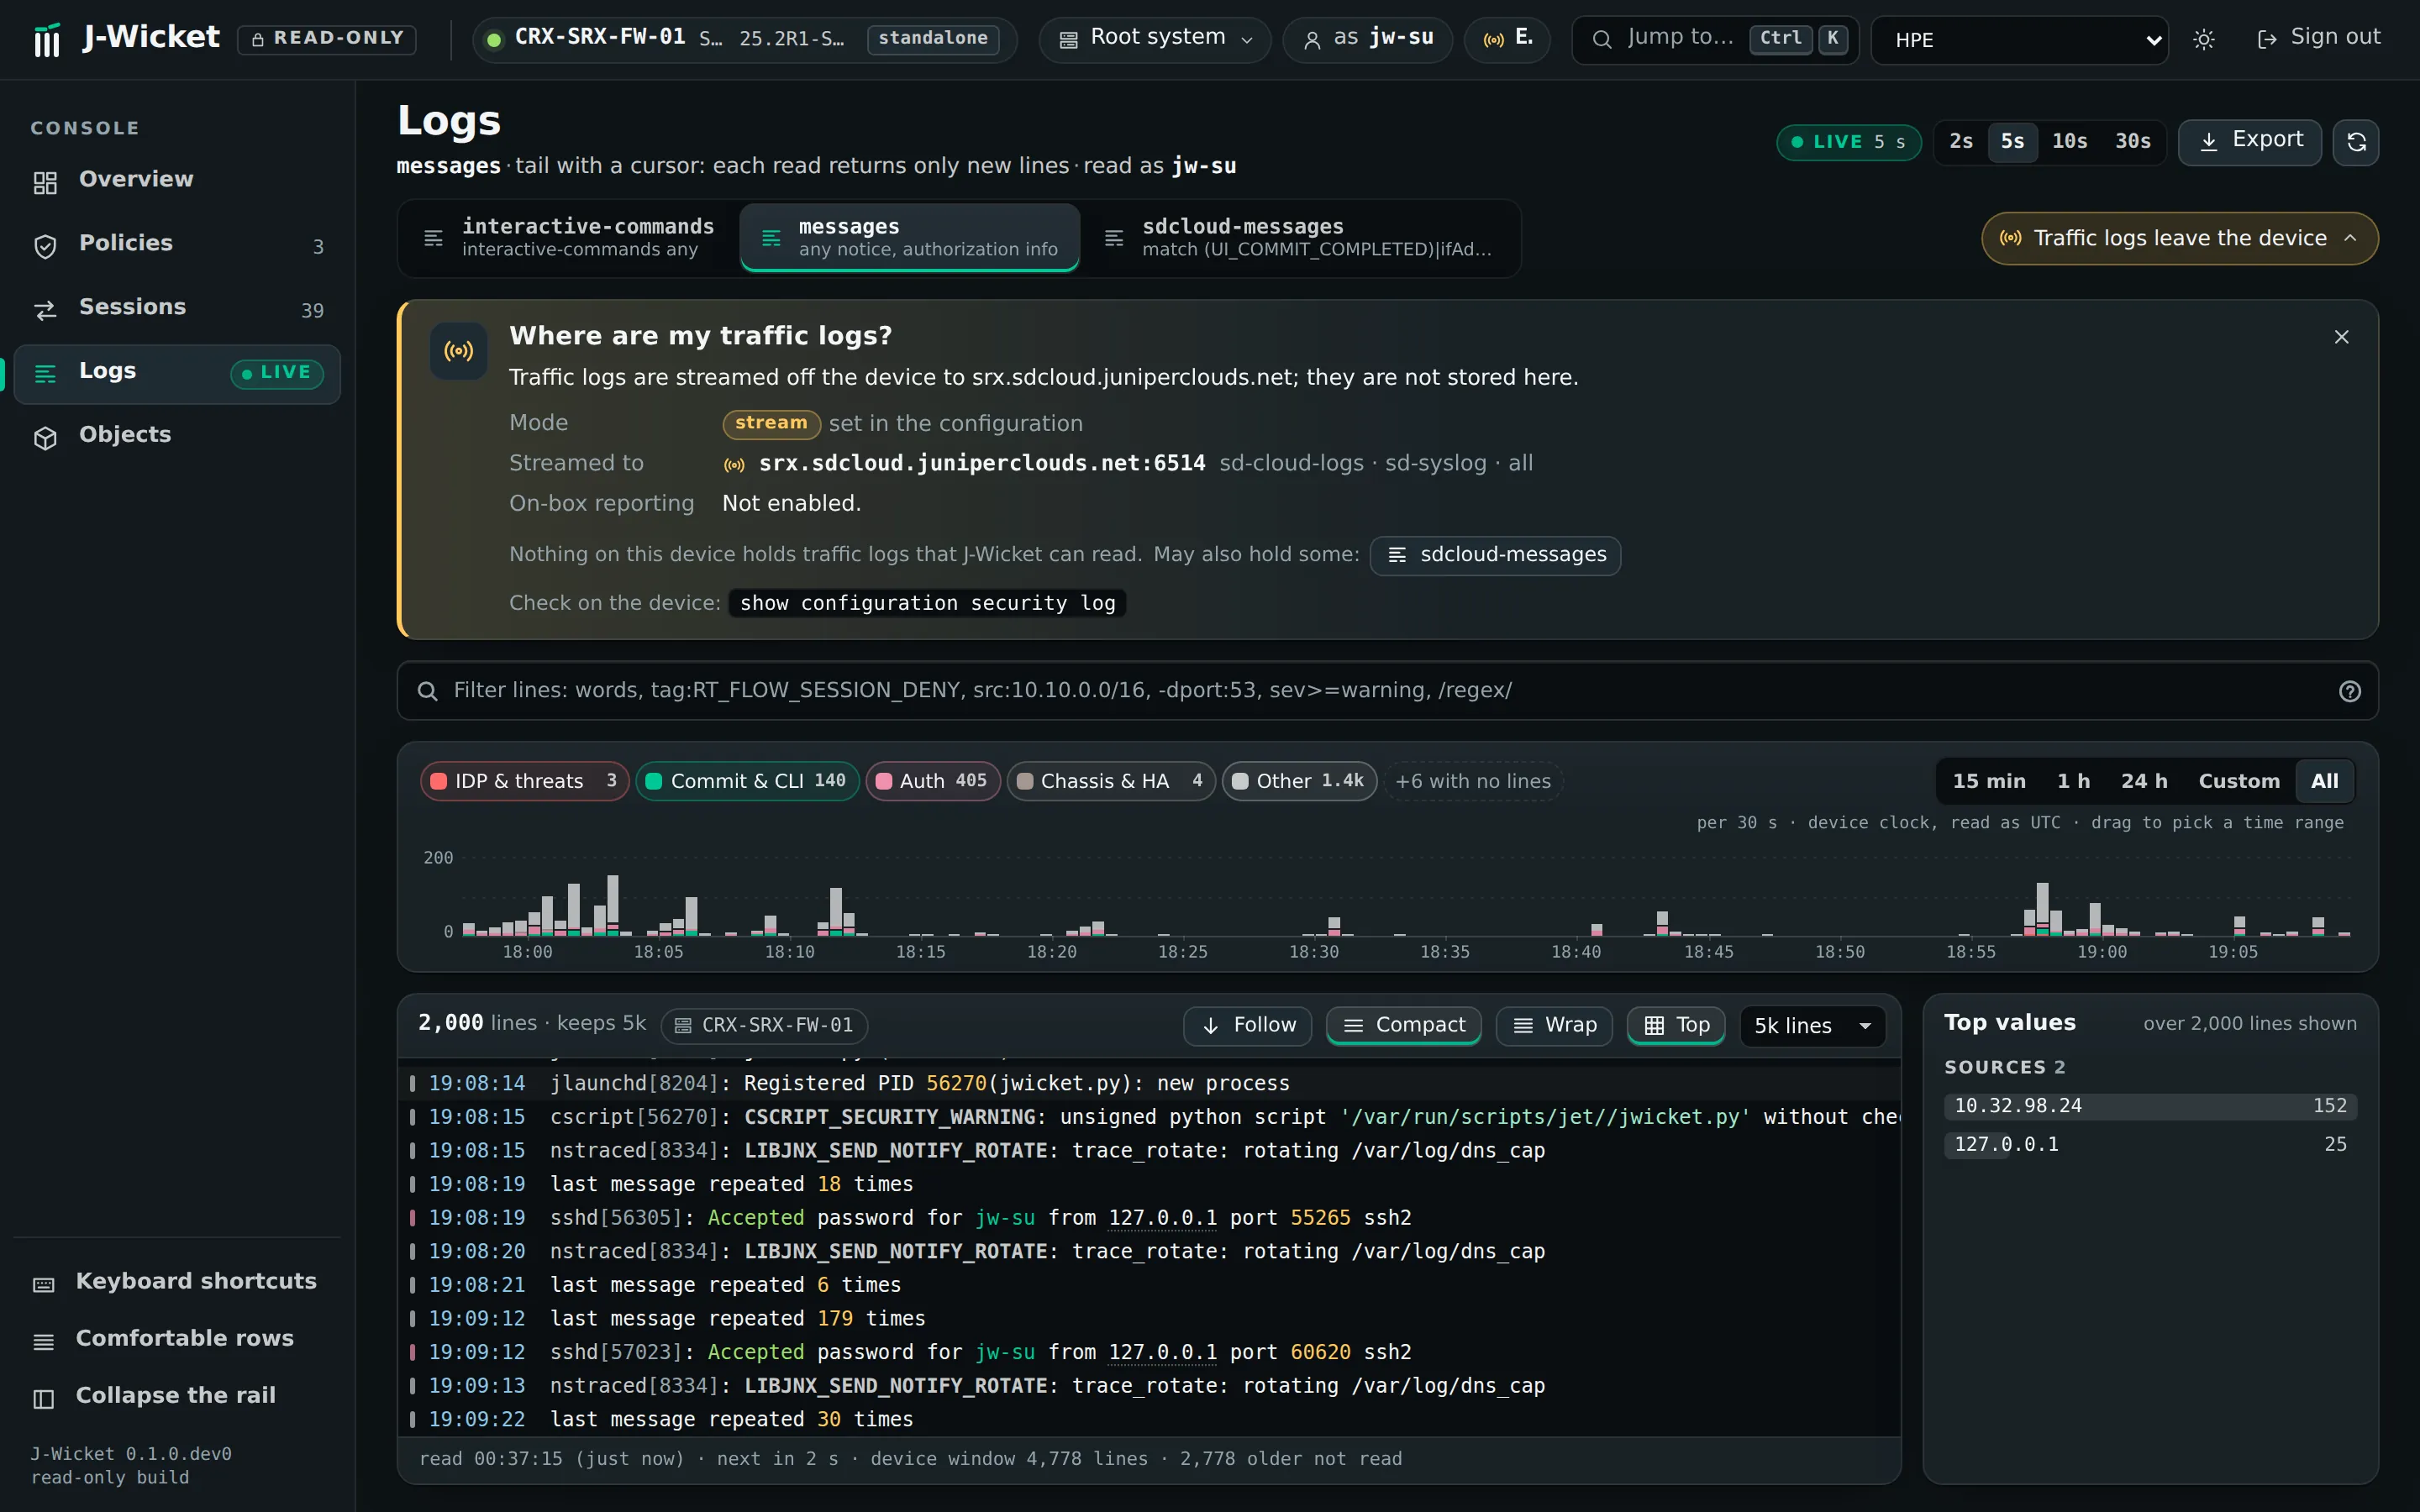 J-Wicket READ-ONLY CRX-SRX-FW-01 S… 25.2R1-S… standalone Root system as jw-su E. Jump to… Ctrl K HPE Sign out
CONSOLE
Overview
Policies 3
Sessions 39
Logs LIVE
Objects
Keyboard shortcuts
Comfortable rows
Collapse the rail
J-Wicket 0.1.0.dev0
read-only build
Logs
messages · tail with a cursor: each read returns only new lines · read as jw-su
LIVE 5 s 2s 5s 10s 30s Export
interactive-commands
interactive-commands any
messages
any notice, authorization info
sdcloud-messages
match (UI_COMMIT_COMPLETED)|ifAd…
Traffic logs leave the device
Where are my traffic logs?
Traffic logs are streamed off the device to srx.sdcloud.juniperclouds.net; they are not stored here.
Mode stream set in the configuration
Streamed to srx.sdcloud.juniperclouds.net:6514 sd-cloud-logs · sd-syslog · all
On-box reporting Not enabled.
Nothing on this device holds traffic logs that J-Wicket can read. May also hold some: sdcloud-messages
Check on the device: show configuration security log
Filter lines: words, tag:RT_FLOW_SESSION_DENY, src:10.10.0.0/16, -dport:53, sev>=warning, /regex/
IDP & threats 3 Commit & CLI 140 Auth 405 Chassis & HA 4 Other 1.4k +6 with no lines 15 min 1 h 24 h Custom All
per 30 s · device clock, read as UTC · drag to pick a time range
200
0
18:00 18:05 18:10 18:15 18:20 18:25 18:30 18:35 18:40 18:45 18:50 18:55 19:00 19:05
2,000 lines · keeps 5k CRX-SRX-FW-01 Follow Compact Wrap Top 5k lines
19:08:14 jlaunchd[8204]: Registered PID 56270(jwicket.py): new process
19:08:15 cscript[56270]: CSCRIPT_SECURITY_WARNING: unsigned python script '/var/run/scripts/jet//jwicket.py' without chec
19:08:15 nstraced[8334]: LIBJNX_SEND_NOTIFY_ROTATE: trace_rotate: rotating /var/log/dns_cap
19:08:19 last message repeated 18 times
19:08:19 sshd[56305]: Accepted password for jw-su from 127.0.0.1 port 55265 ssh2
19:08:20 nstraced[8334]: LIBJNX_SEND_NOTIFY_ROTATE: trace_rotate: rotating /var/log/dns_cap
19:08:21 last message repeated 6 times
19:09:12 last message repeated 179 times
19:09:12 sshd[57023]: Accepted password for jw-su from 127.0.0.1 port 60620 ssh2
19:09:13 nstraced[8334]: LIBJNX_SEND_NOTIFY_ROTATE: trace_rotate: rotating /var/log/dns_cap
19:09:22 last message repeated 30 times
read 00:37:15 (just now) · next in 2 s · device window 4,778 lines · 2,778 older not read
Top values over 2,000 lines shown
SOURCES 2
10.32.98.24 152
127.0.0.1 25